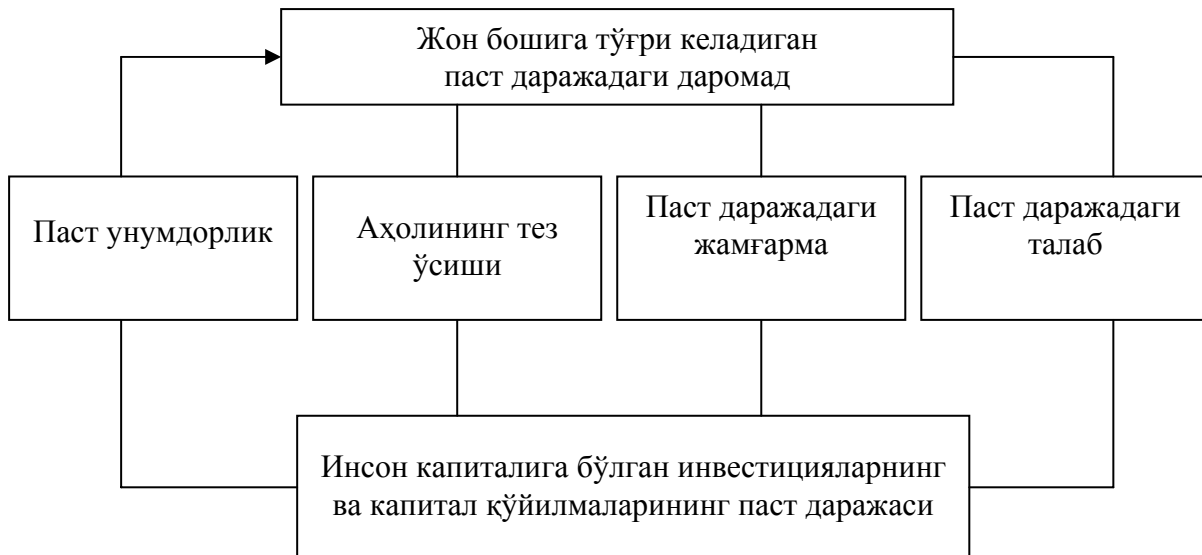 Жон бошига тўғри келадиган
паст даражадаги даромад
Паст унумдорлик
Аҳолининг тез
ўсиши
Паст даражадаги
жамғарма
Паст даражадаги
талаб
Инсон капиталига бўлган инвестицияларнинг
ва капитал қўйилмаларининг паст даражаси